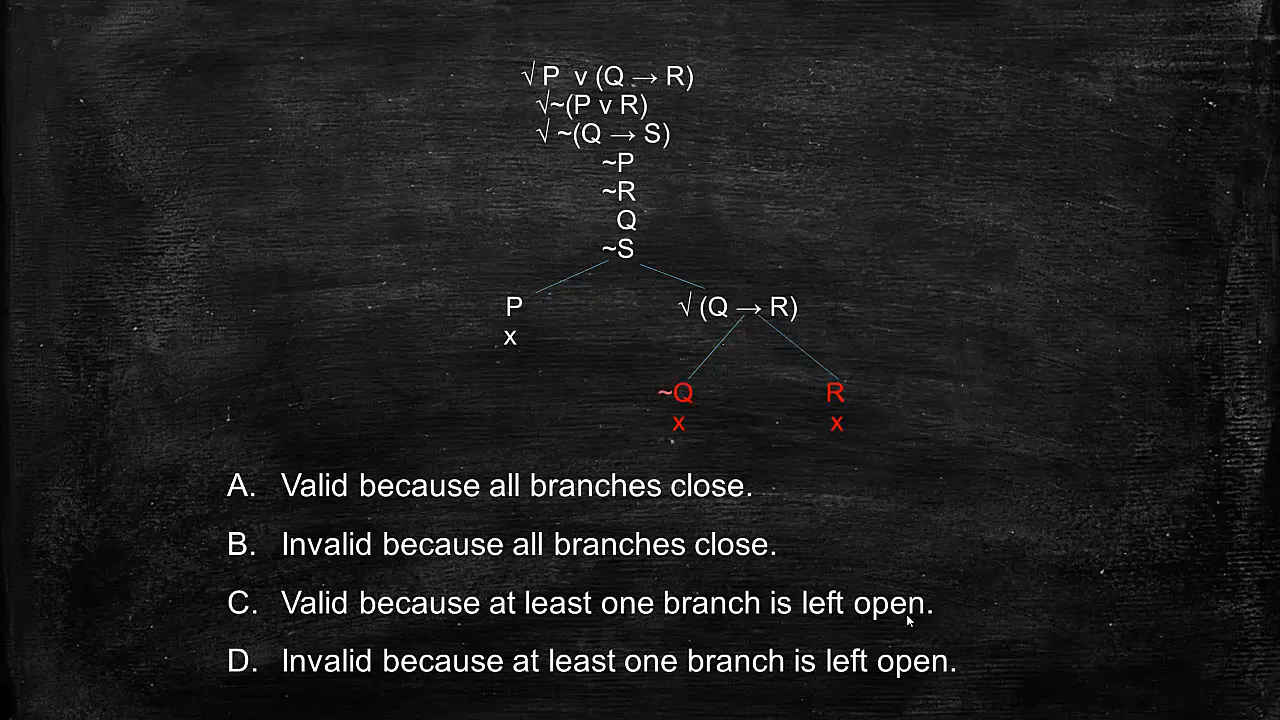 √ P v (Q → R)
√~(P v R)
√ ~(Q → S)
~P
~R
Q
~S
P √ (Q → R)
x
~Q R
x x
A. Valid because all branches close.
B. Invalid because all branches close.
C. Valid because at least one branch is left open.
D. Invalid because at least one branch is left open.